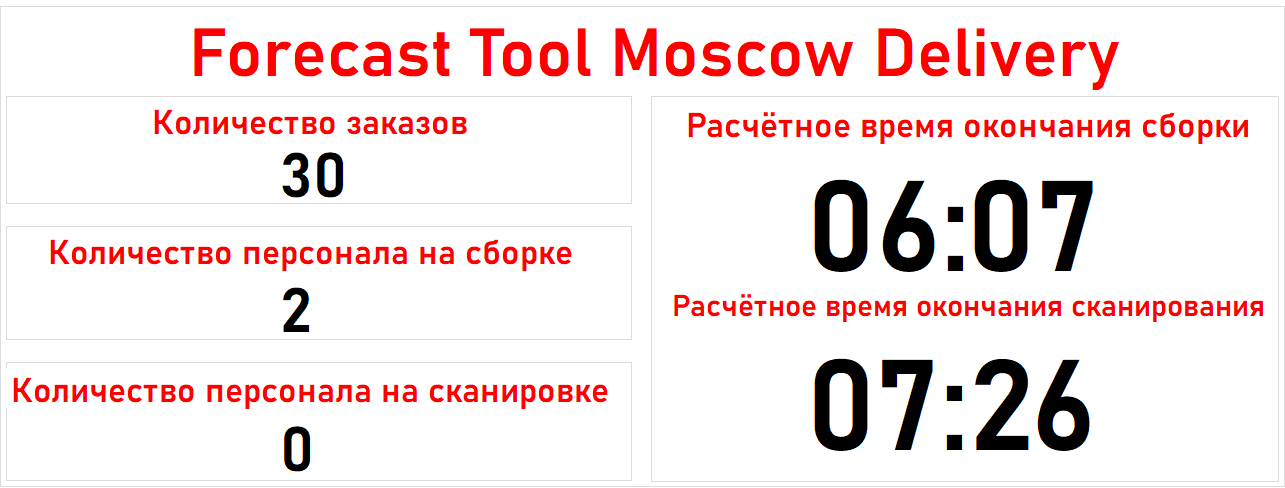 Forecast Tool Moscow Delivery
Количество заказов
30
Количество персонала на сборке
2
Количество персонала на сканировке
0
Расчётное время окончания сборки
06:07
Расчётное время окончания сканирования
07:26